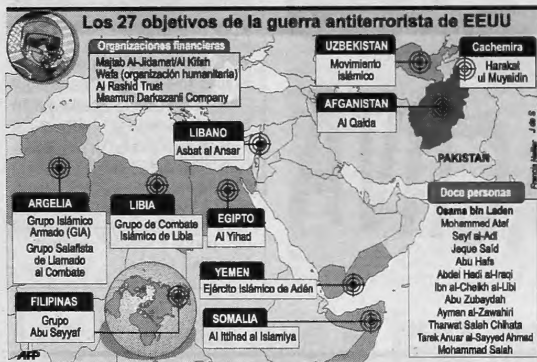 Los 27 objetivos de la guerra antiterrorista de EEUU
Organizaciones financieras
Majtab Al-Jidamat/Al Kifah
Wafa (organización humanitaria)
Al Rashid Trust
Maamun Darkazanli Company
UZBEKISTAN
Movimiento
islámico
Cachemira
Harakat
ul Muyaidin
AFGANISTAN
Al Qaida
PAKISTAN
LIBANO
Asbat al Ansar
ARGELIA
Grupo Islámico
Armado (GIA)
Grupo Salafista
de Llamado
al Combate
LIBIA
Grupo de Combate
Islámico de Libia
EGIPTO
Al Yihad
YEMEN
Ejército Islámico de Adén
SOMALIA
Al Ittihad al Islamiya
FILIPINAS
Grupo
Abu Sayyaf
Doce personas
Osama bin Laden
Mohammed Atef
Seyf al-Adl
Jeque Said
Abu Hafs
Abdel Hadi al-Iraqi
Ibn al-Cheikh al-Libi
Abu Zubaydah
Ayman al-Zawahiri
Tharwat Salah Chihata
Tarek Anuar al-Sayyed Ahmad
Mohammad Salah
AFP